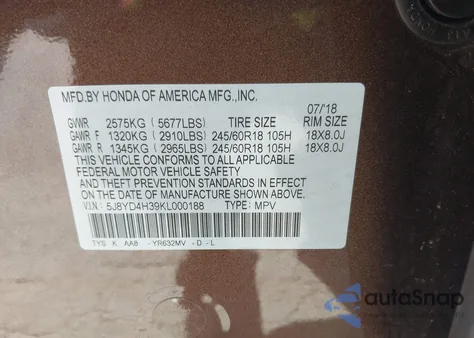 MFD.BY HONDA OF AMERICA MFG.,INC.
07/'18
GVWR 2575KG (5677LBS) TIRE SIZE RIM SIZE
GAWR F 1320KG (2910LBS) 245/60R18 105H 18X8.0J
GAWR R 1345KG (2965LBS) 245/60R18 105H 18X8.0J
THIS VEHICLE CONFORMS TO ALL APPLICABLE
FEDERAL MOTOR VEHICLE SAFETY
AND THEFT PREVENTION STANDARDS IN EFFECT
ON THE DATE OF MANUFACTURE SHOWN ABOVE.
V.I.N.: 5J8YD4H39KL000188 TYPE: MPV
TYS K AA8 -YR632MV -D -L
autoSnap